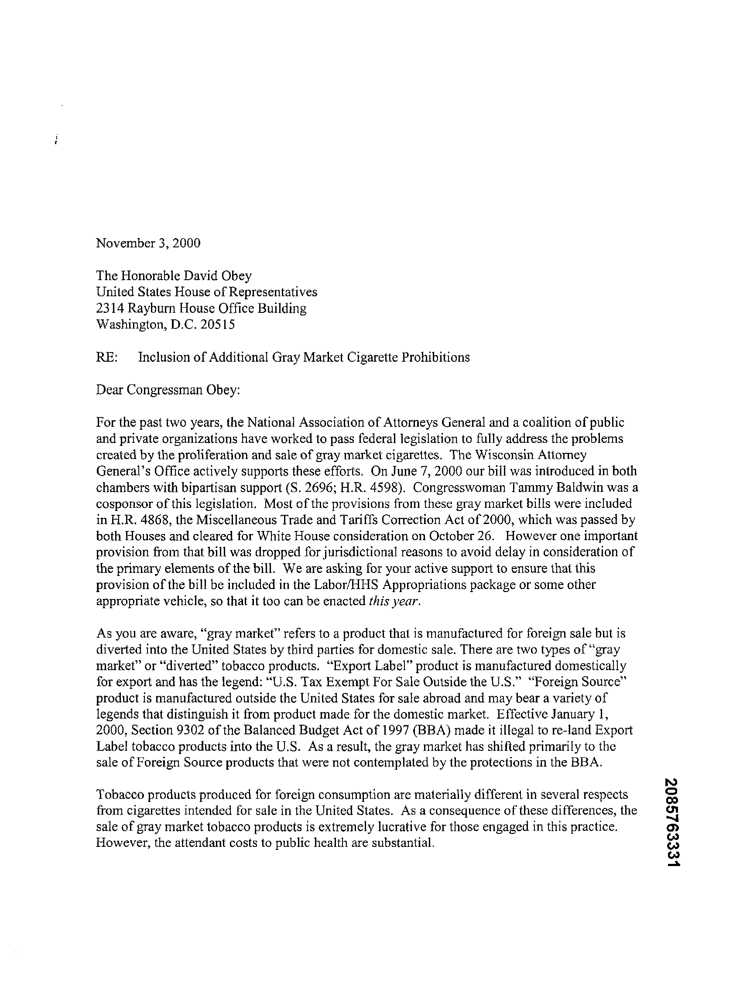 November 3, 2000
The Honorable David Obey
United States House of Representatives
2314 Rayburn House Office Building
Washington, D.C. 20515
RE: Inclusion of Additional Gray Market Cigarette Prohibitions
Dear Congressman Obey:
For the past two years, the National Association of Attorneys General and a coalition of public
and private organizations have worked to pass federal legislation to fully address the problems
created by the proliferation and sale of gray market cigarettes. The Wisconsin Attorney
General's Office actively supports these efforts. On June 7, 2000 our bill was introduced in both
chambers with bipartisan support (S. 2696; H.R. 4598). Congresswoman Tammy Baldwin was a
cosponsor of this legislation. Most of the provisions from these gray market bills were included
in H.R. 4868, the Miscellaneous Trade and Tariffs Correction Act of 2000, which was passed by
both Houses and cleared for White House consideration on October 26. However one important
provision from that bill was dropped for jurisdictional reasons to avoid delay in consideration of
the primary elements of the bill. We are asking for your active support to ensure that this
provision of the bill be included in the Labor/HHS Appropriations package or some other
appropriate vehicle, so that it too can be enacted this year.
As you are aware, "gray market" refers to a product that is manufactured for foreign sale but is
diverted into the United States by third parties for domestic sale. There are two types of "gray
market" or "diverted" tobacco products. "Export Label" product is manufactured domestically
for export and has the legend: "U.S. Tax Exempt For Sale Outside the U.S." "Foreign Source"
product is manufactured outside the United States for sale abroad and may bear a variety of
legends that distinguish it from product made for the domestic market. Effective January 1,
2000, Section 9302 of the Balanced Budget Act of 1997 (BBA) made it illegal to re-land Export
Label tobacco products into the U.S. As a result, the gray market has shifted primarily to the
sale of Foreign Source products that were not contemplated by the protections in the BBA.
Tobacco products produced for foreign consumption are materially different in several respects
from cigarettes intended for sale in the United States. As a consequence of these differences, the
sale of gray market tobacco products is extremely lucrative for those engaged in this practice.
However, the attendant costs to public health are substantial.
2085763331